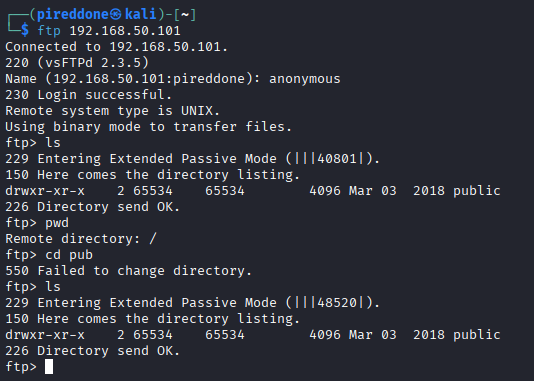 ┌──(pireddone㉿kali)-[~]
└─$ ftp 192.168.50.101
Connected to 192.168.50.101.
220 (vsFTPd 2.3.5)
Name (192.168.50.101:pireddone): anonymous
230 Login successful.
Remote system type is UNIX.
Using binary mode to transfer files.
ftp> ls
229 Entering Extended Passive Mode (|||40801|).
150 Here comes the directory listing.
drwxr-xr-x    2 65534    65534        4096 Mar 03  2018 public
226 Directory send OK.
ftp> pwd
Remote directory: /
ftp> cd pub
550 Failed to change directory.
ftp> ls
229 Entering Extended Passive Mode (|||48520|).
150 Here comes the directory listing.
drwxr-xr-x    2 65534    65534        4096 Mar 03  2018 public
226 Directory send OK.
ftp>